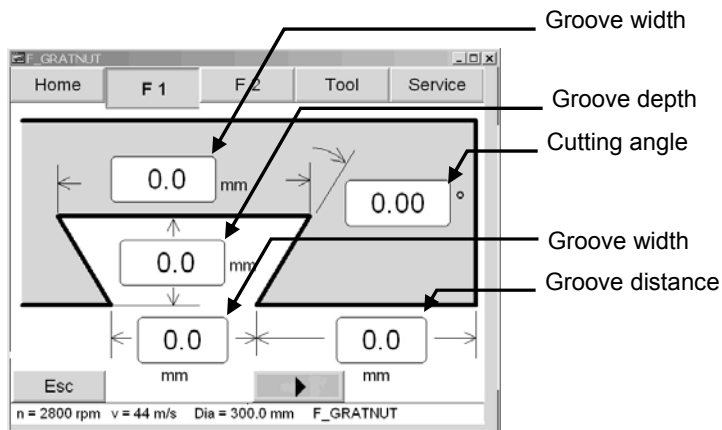 Groove width
F_GRATNUT
Home F 1 F 2 Tool Service
Groove depth
Cutting angle
0.0 mm
0.00 °
0.0 mm
Groove width
Groove distance
0.0 0.0
mm mm
Esc
n = 2800 rpm v = 44 m/s Dia = 300.0 mm F_GRATNUT